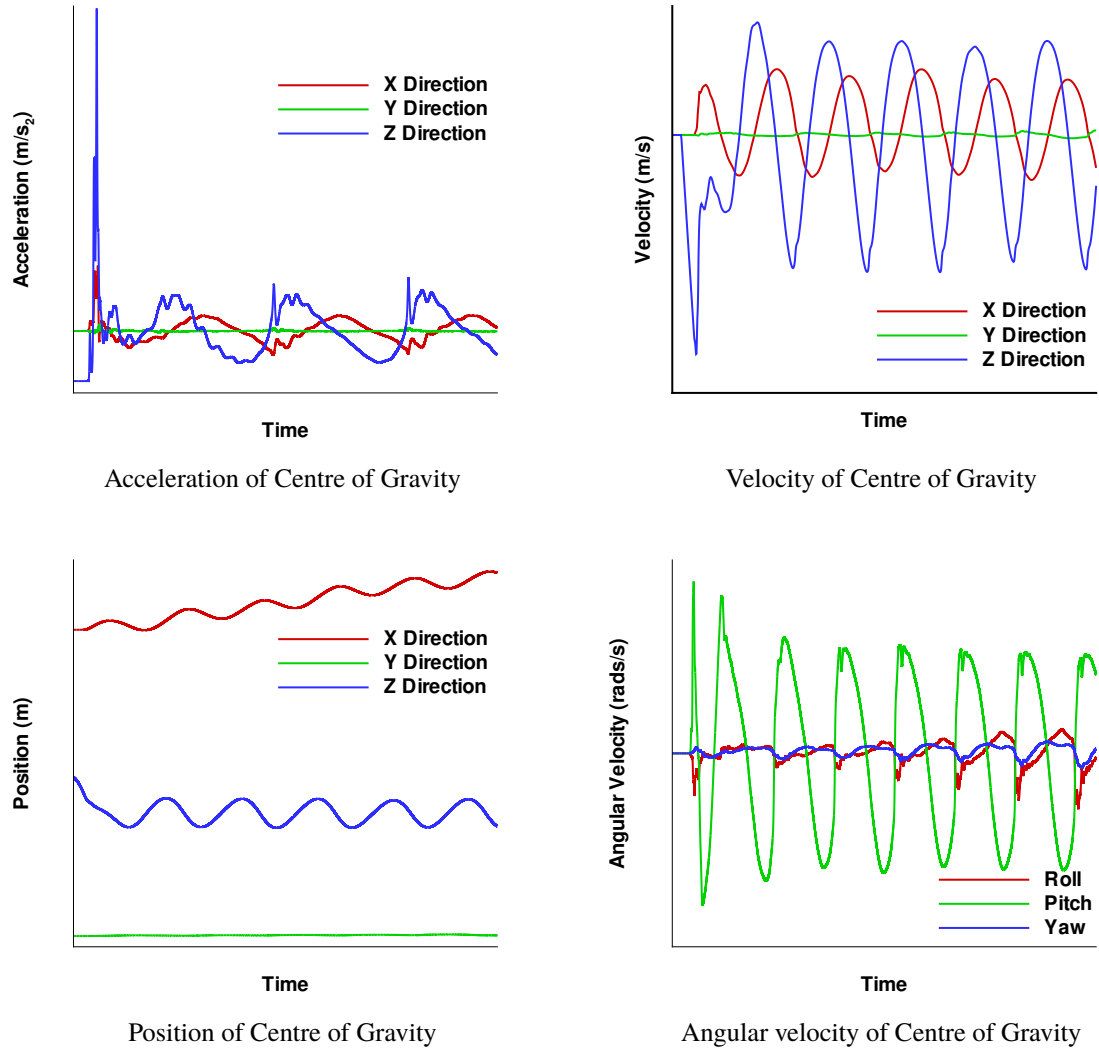 Acceleration (m/s2)
X Direction
Y Direction
Z Direction
Time
Acceleration of Centre of Gravity
Velocity (m/s)
X Direction
Y Direction
Z Direction
Time
Velocity of Centre of Gravity
Position (m)
X Direction
Y Direction
Z Direction
Time
Position of Centre of Gravity
Angular Velocity (rads/s)
Roll
Pitch
Yaw
Time
Angular velocity of Centre of Gravity